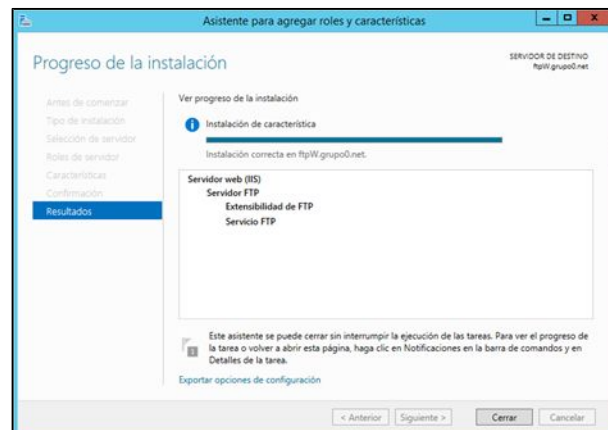 Asistente para agregar roles y características
Progreso de la instalación
SERVIDOR DE DESTINO
ftpW.grupo0.net
Antes de comenzar
Tipo de instalación
Selección de servidor
Roles de servidor
Características
Confirmación
Resultados
Ver progreso de la instalación
Instalación de característica
Instalación correcta en ftpW.grupo0.net.
Servidor web (IIS)
Servidor FTP
Extensibilidad de FTP
Servicio FTP
Este asistente se puede cerrar sin interrumpir la ejecución de las tareas. Para ver el progreso de
la tarea o volver a abrir esta página, haga clic en Notificaciones en la barra de comandos y en
Detalles de la tarea.
Exportar opciones de configuración
< Anterior
Siguiente >
Cerrar
Cancelar